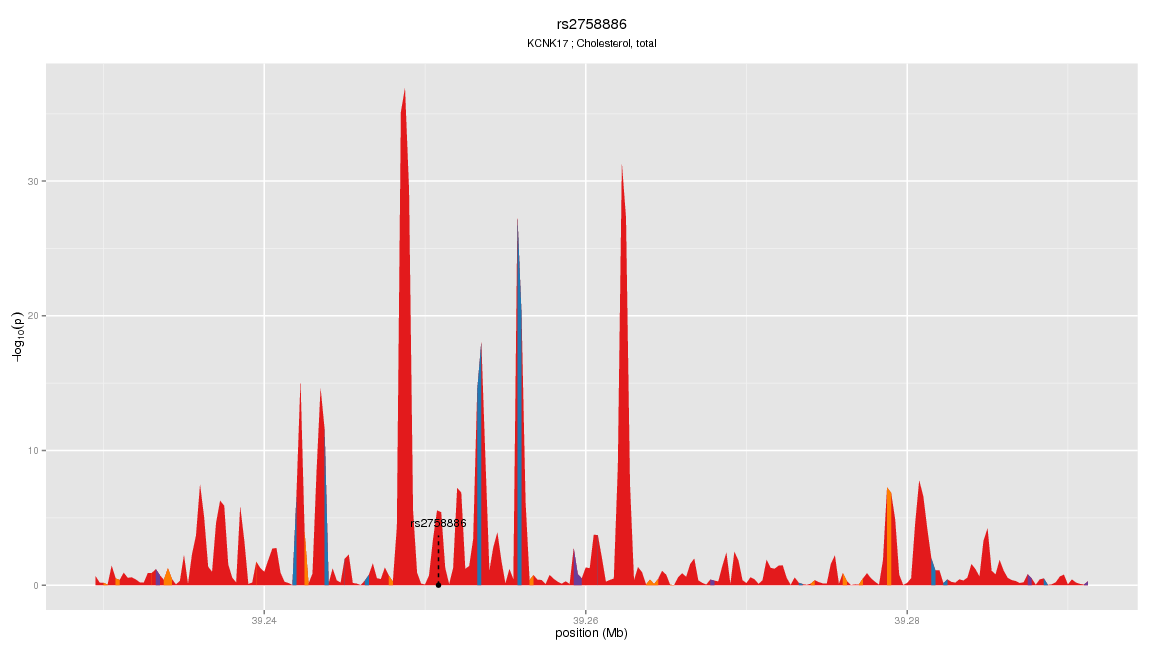 rs2758886
KCNK17 ; Cholesterol, total
−log10(p)
30
20
10
0
rs2758886
39.24
39.26
39.28
position (Mb)